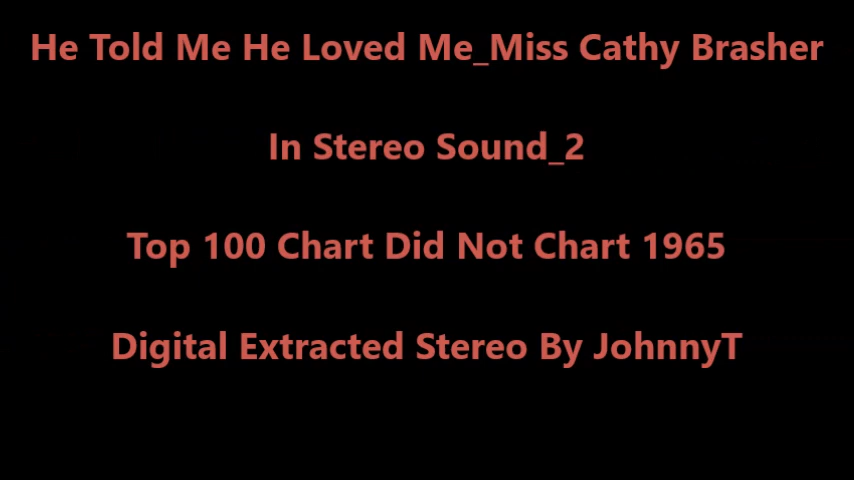 He Told Me He Loved Me_Miss Cathy Brasher
In Stereo Sound_2
Top 100 Chart Did Not Chart 1965
Digital Extracted Stereo By JohnnyT